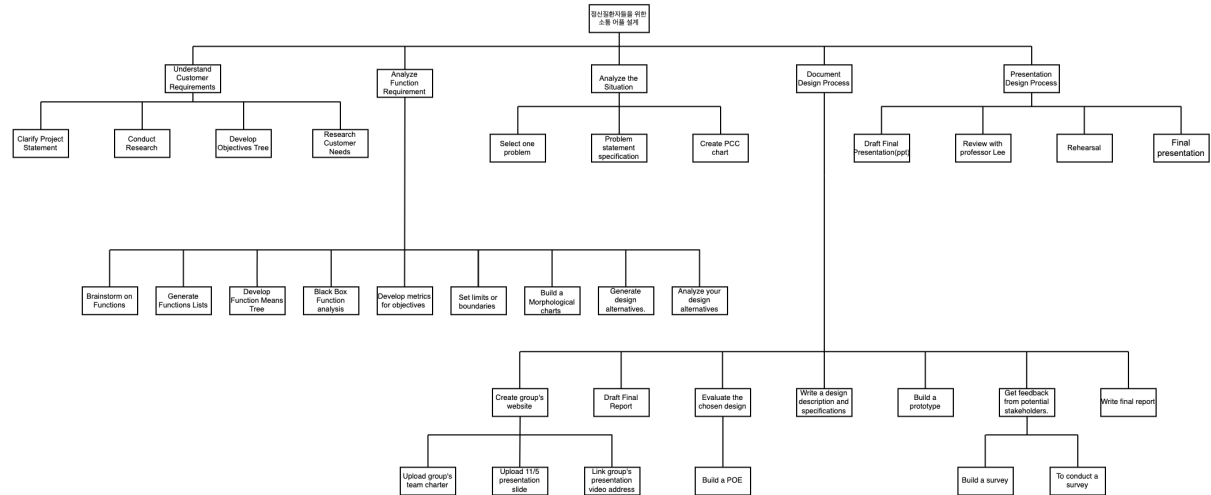 정신질환자들을 위한
소통 어플 설계
Understand
Customer
Requirements
Analyze
Function
Requirement
Analyze the
Situation
Document
Design Process
Presentation
Design Process
Clarify Project
Statement
Conduct
Research
Develop
Objectives Tree
Research
Customer
Needs
Select one
problem
Problem
statement
specification
Create PCC
chart
Draft Final
Presentation(ppt)
Review with
professor Lee
Rehearsal
Final
presentation
Brainstorm on
Functions
Generate
Functions Lists
Develop
Function Means
Tree
Black Box
Function
analysis
Develop metrics
for objectives
Set limits or
boundaries
Build a
Morphological
charts
Generate
design
alternatives.
Analyze your
design
alternatives
Create group's
website
Draft Final
Report
Evaluate the
chosen design
Write a design
description and
specifications
Build a
prototype
Get feedback
from potential
stakeholders.
Write final report
Upload group's
team charter
Upload 11/5
presentation
slide
Link group's
presentation
video address
Build a POE
Build a survey
To conduct a
survey